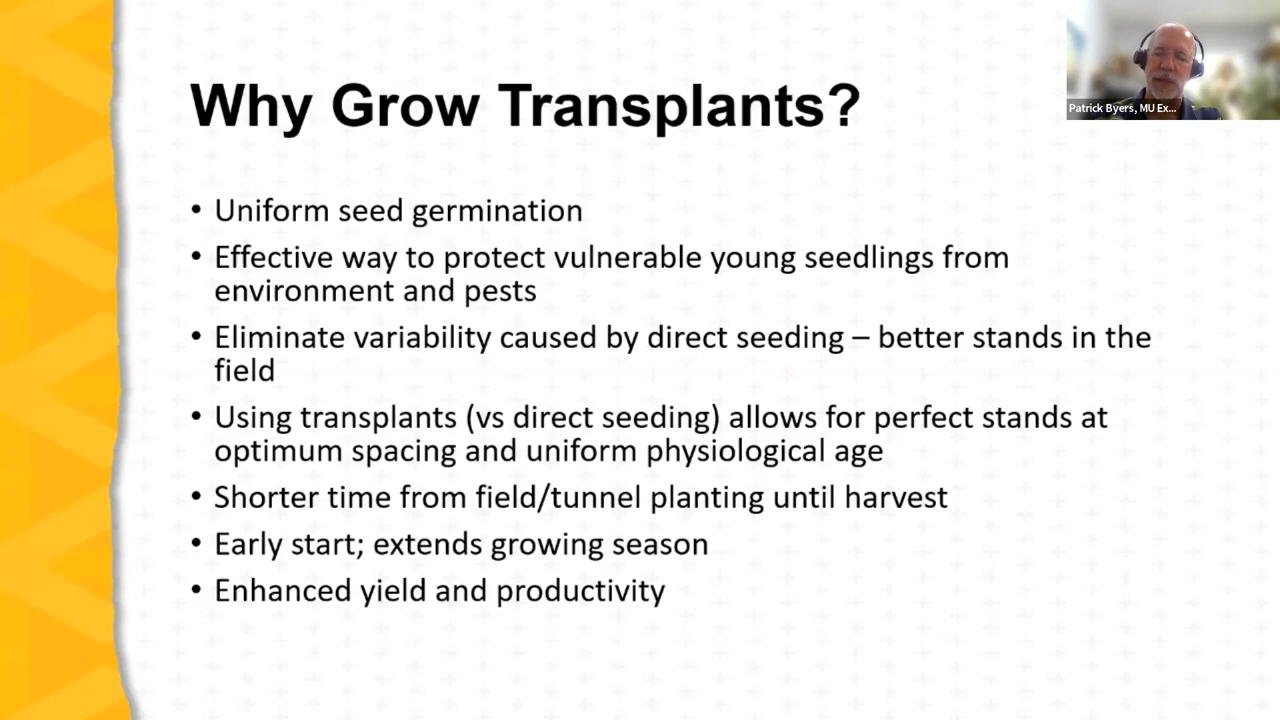 Why Grow Transplants?
Patrick Byers, MU Ex...
• Uniform seed germination
• Effective way to protect vulnerable young seedlings from
environment and pests
• Eliminate variability caused by direct seeding – better stands in the
field
• Using transplants (vs direct seeding) allows for perfect stands at
optimum spacing and uniform physiological age
• Shorter time from field/tunnel planting until harvest
• Early start; extends growing season
• Enhanced yield and productivity